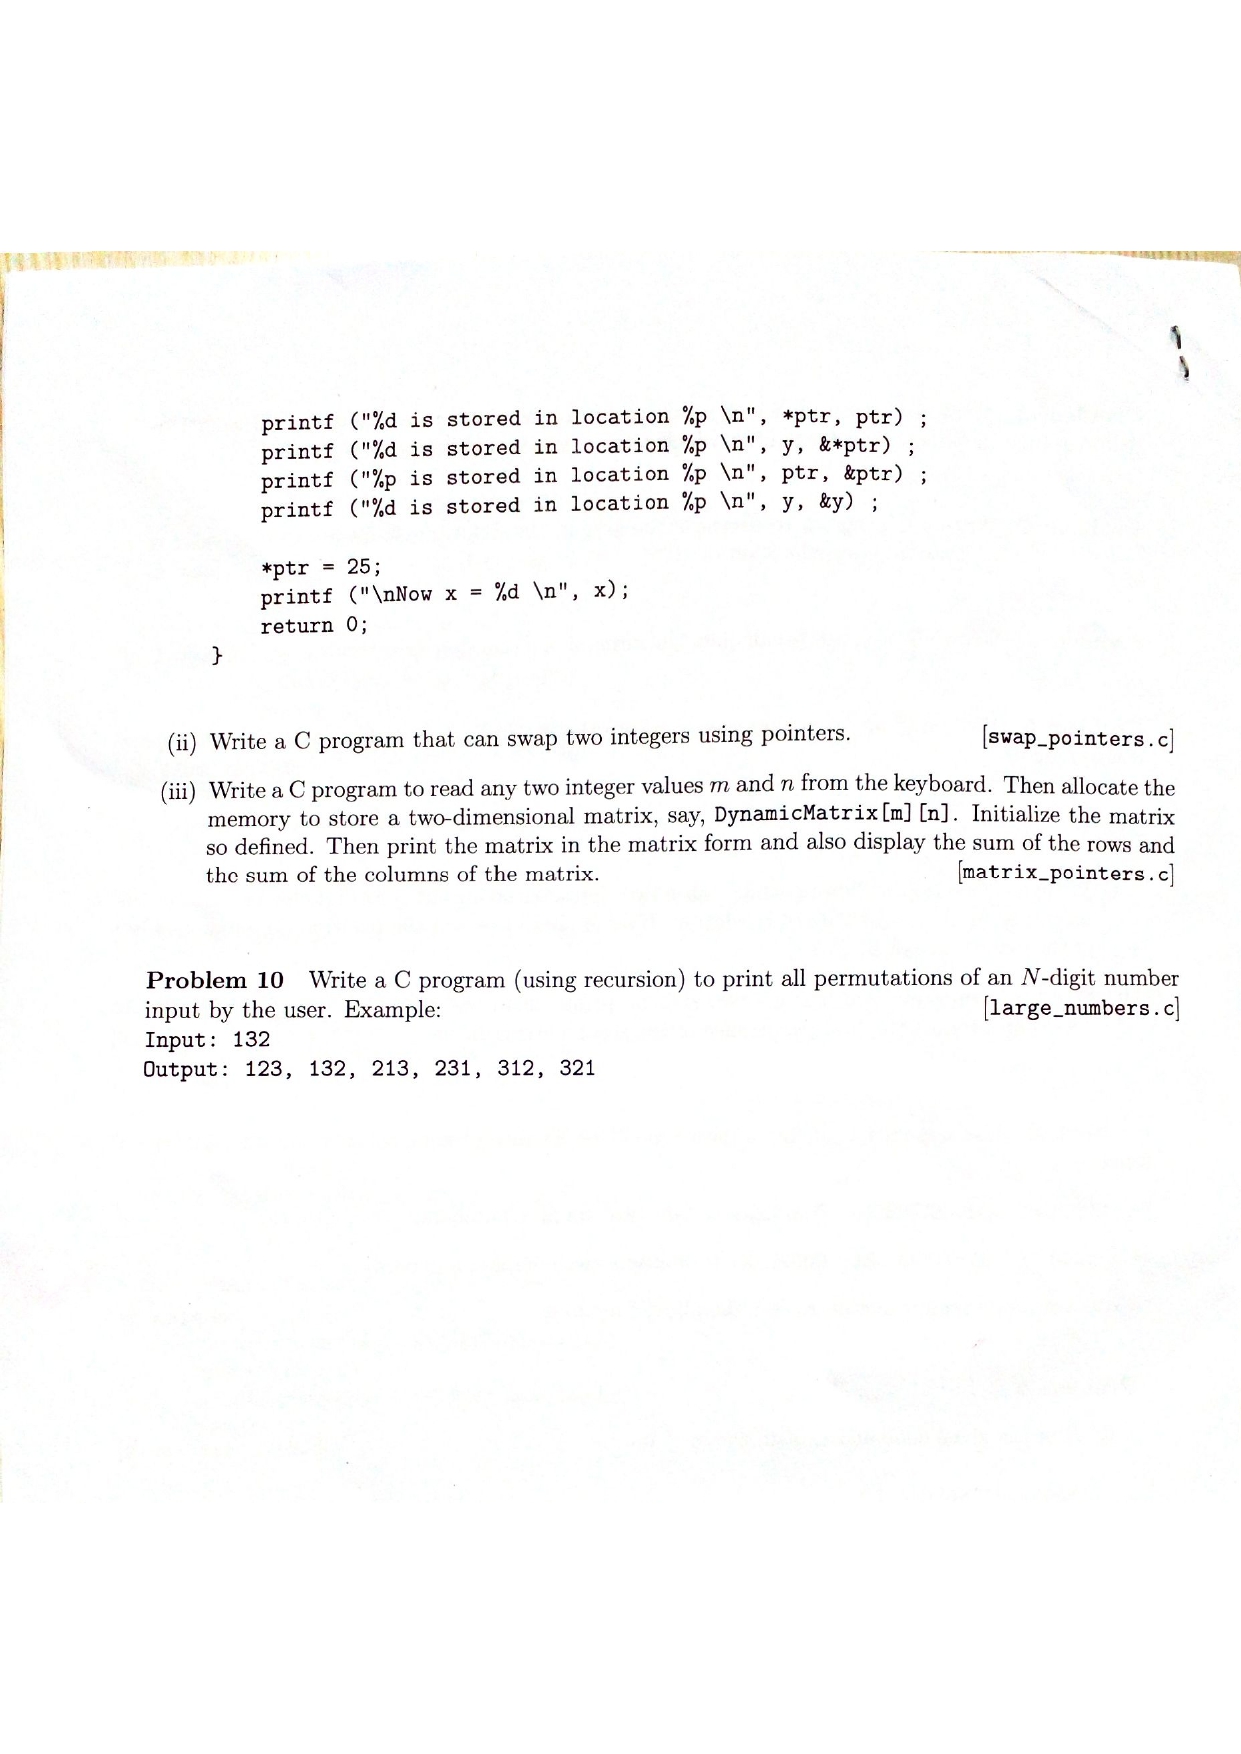 printf ("%d is stored in location %p \n", *ptr, ptr) ;
printf ("%d is stored in location %p \n", y, &*ptr) ;
printf ("%p is stored in location %p \n", ptr, &ptr) ;
printf ("%d is stored in location %p \n", y, &y) ;
*ptr = 25;
printf ("\nNow x = %d \n", x);
return 0;
}
(ii) Write a C program that can swap two integers using pointers. [swap_pointers.c]
(iii) Write a C program to read any two integer values m and n from the keyboard. Then allocate the
memory to store a two-dimensional matrix, say, DynamicMatrix[m][n]. Initialize the matrix
so defined. Then print the matrix in the matrix form and also display the sum of the rows and
the sum of the columns of the matrix. [matrix_pointers.c]
Problem 10 Write a C program (using recursion) to print all permutations of an N-digit number
input by the user. Example: [large_numbers.c]
Input: 132
Output: 123, 132, 213, 231, 312, 321